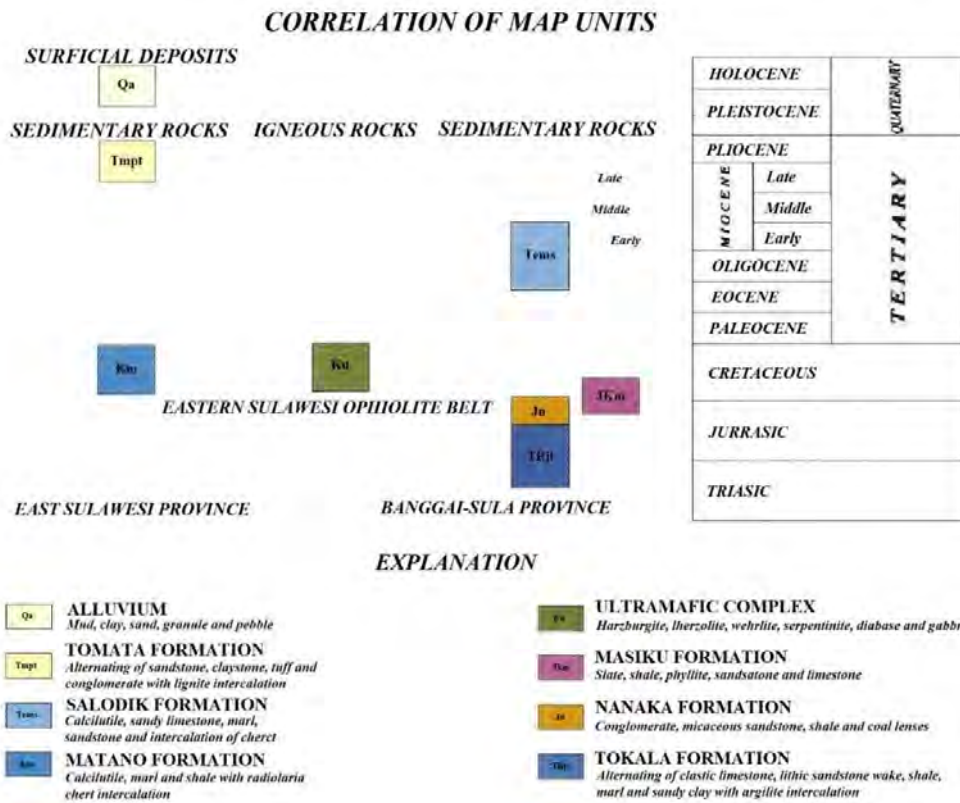 CORRELATION OF MAP UNITS
SURFICIAL DEPOSITS
Qa
SEDIMENTARY ROCKS
IGNEOUS ROCKS
SEDIMENTARY ROCKS
Tmpt
Late
Middle
Early
Tems
Km
Ku
EASTERN SULAWESI OPHIOLITE BELT
JKm
Jn
TRjt
EAST SULAWESI PROVINCE
BANGGAI-SULA PROVINCE
HOLOCENE
PLEISTOCENE
QUATERNARY
PLIOCENE
MIOCENE
Late
Middle
Early
OLIGOCENE
EOCENE
PALEOCENE
TERTIARY
CRETACEOUS
JURRASIC
TRIASIC
EXPLANATION
Qa
ALLUVIUM
Mud, clay, sand, granule and pebble
Tmpt
TOMATA FORMATION
Alternating of sandstone, claystone, tuff and
conglomerate with lignite intercalation
Tems
SALODIK FORMATION
Calcilutile, sandy limestone, marl,
sandstone and intercalation of cherct
MATANO FORMATION
Calcilutile, marl and shale with radiolaria
chert intercalation
ULTRAMAFIC COMPLEX
Harzburgite, lherzolite, wehrlite, serpentinite, diabase and gabbr
MASIKU FORMATION
Slate, shale, phyllite, sandsatone and limestone
Jn
NANAKA FORMATION
Conglomerate, micaceous sandstone, shale and coal lenses
TOKALA FORMATION
Alternating of clastic limestone, lithic sandstone wake, shale,
marl and sandy clay with argilite intercalation